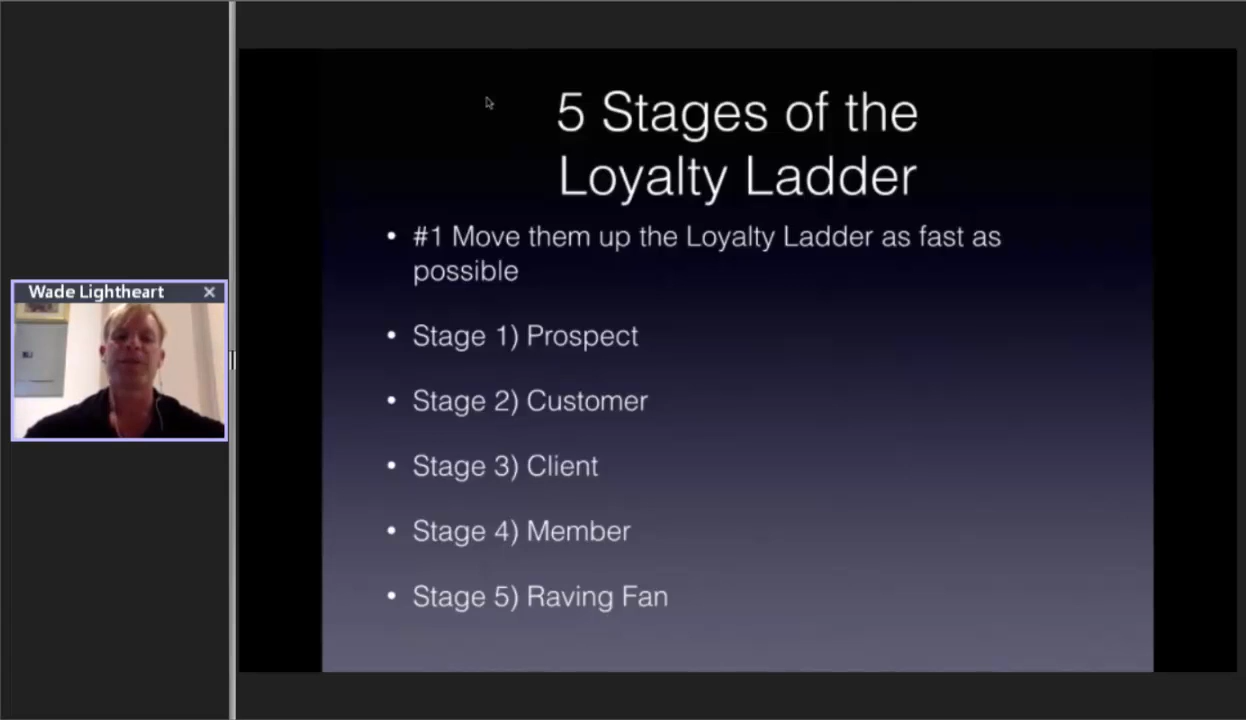 Wade Lightheart
5 Stages of the
Loyalty Ladder
• #1 Move them up the Loyalty Ladder as fast as
possible
• Stage 1) Prospect
• Stage 2) Customer
• Stage 3) Client
• Stage 4) Member
• Stage 5) Raving Fan